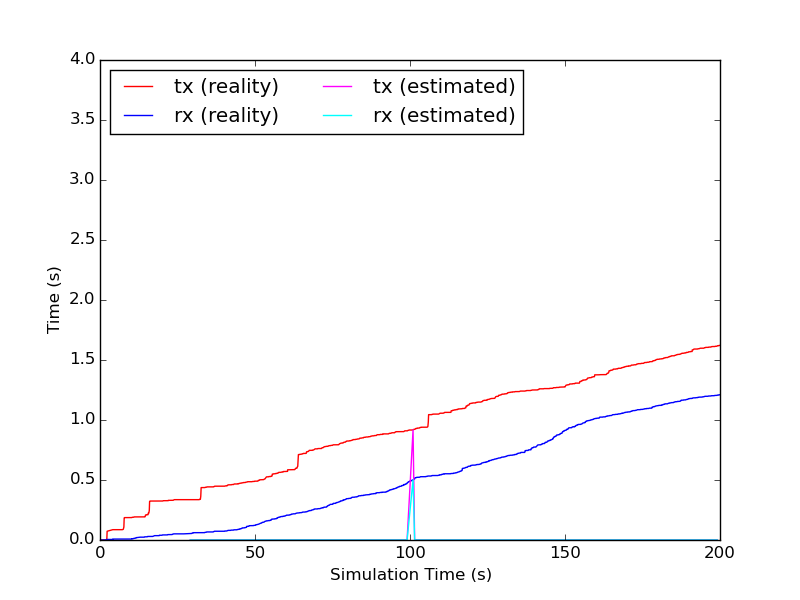 4.0
tx (reality) tx (estimated)
rx (reality) rx (estimated)
3.5
3.0
2.5
2.0
1.5
1.0
0.5
0.0
Time (s)
0 50 100 150 200
Simulation Time (s)